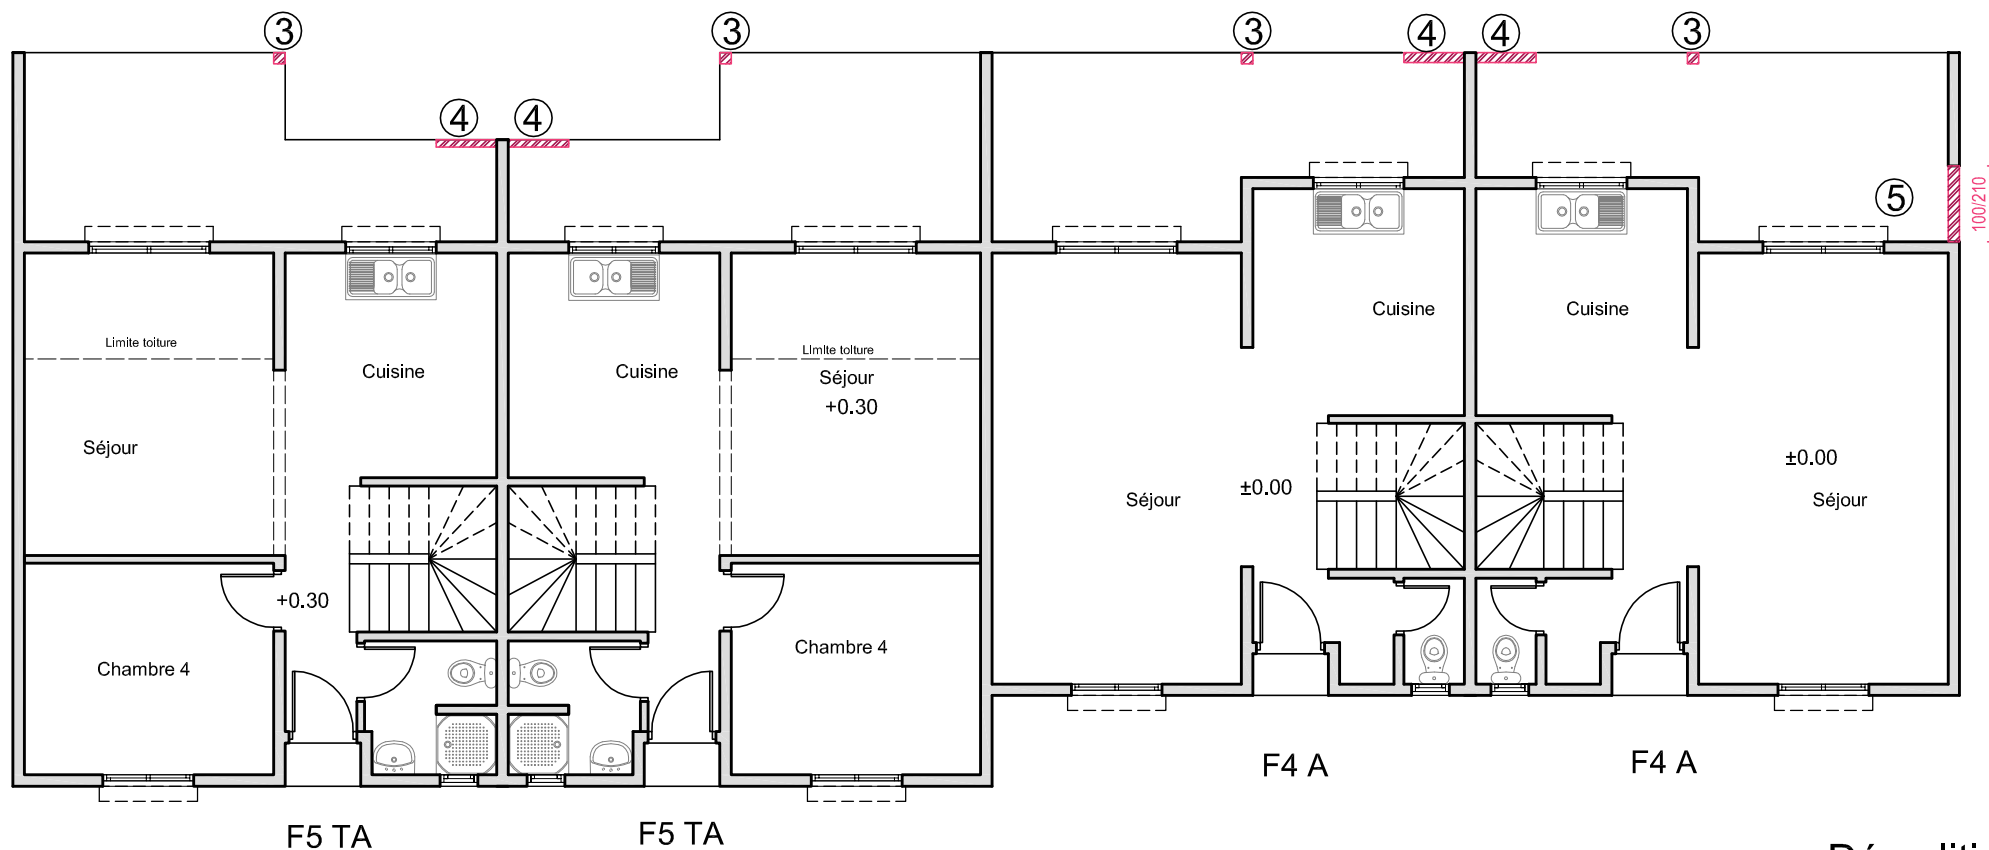 3 3 3 4 4 3
4 4
100/210
5
Cuisine Cuisine
Limite toiture Limite toiture
Cuisine Cuisine Séjour
+0.30
Séjour ±0.00
±0.00 Séjour Séjour
+0.30
Chambre 4 Chambre 4
F4 A F4 A
F5 TA F5 TA